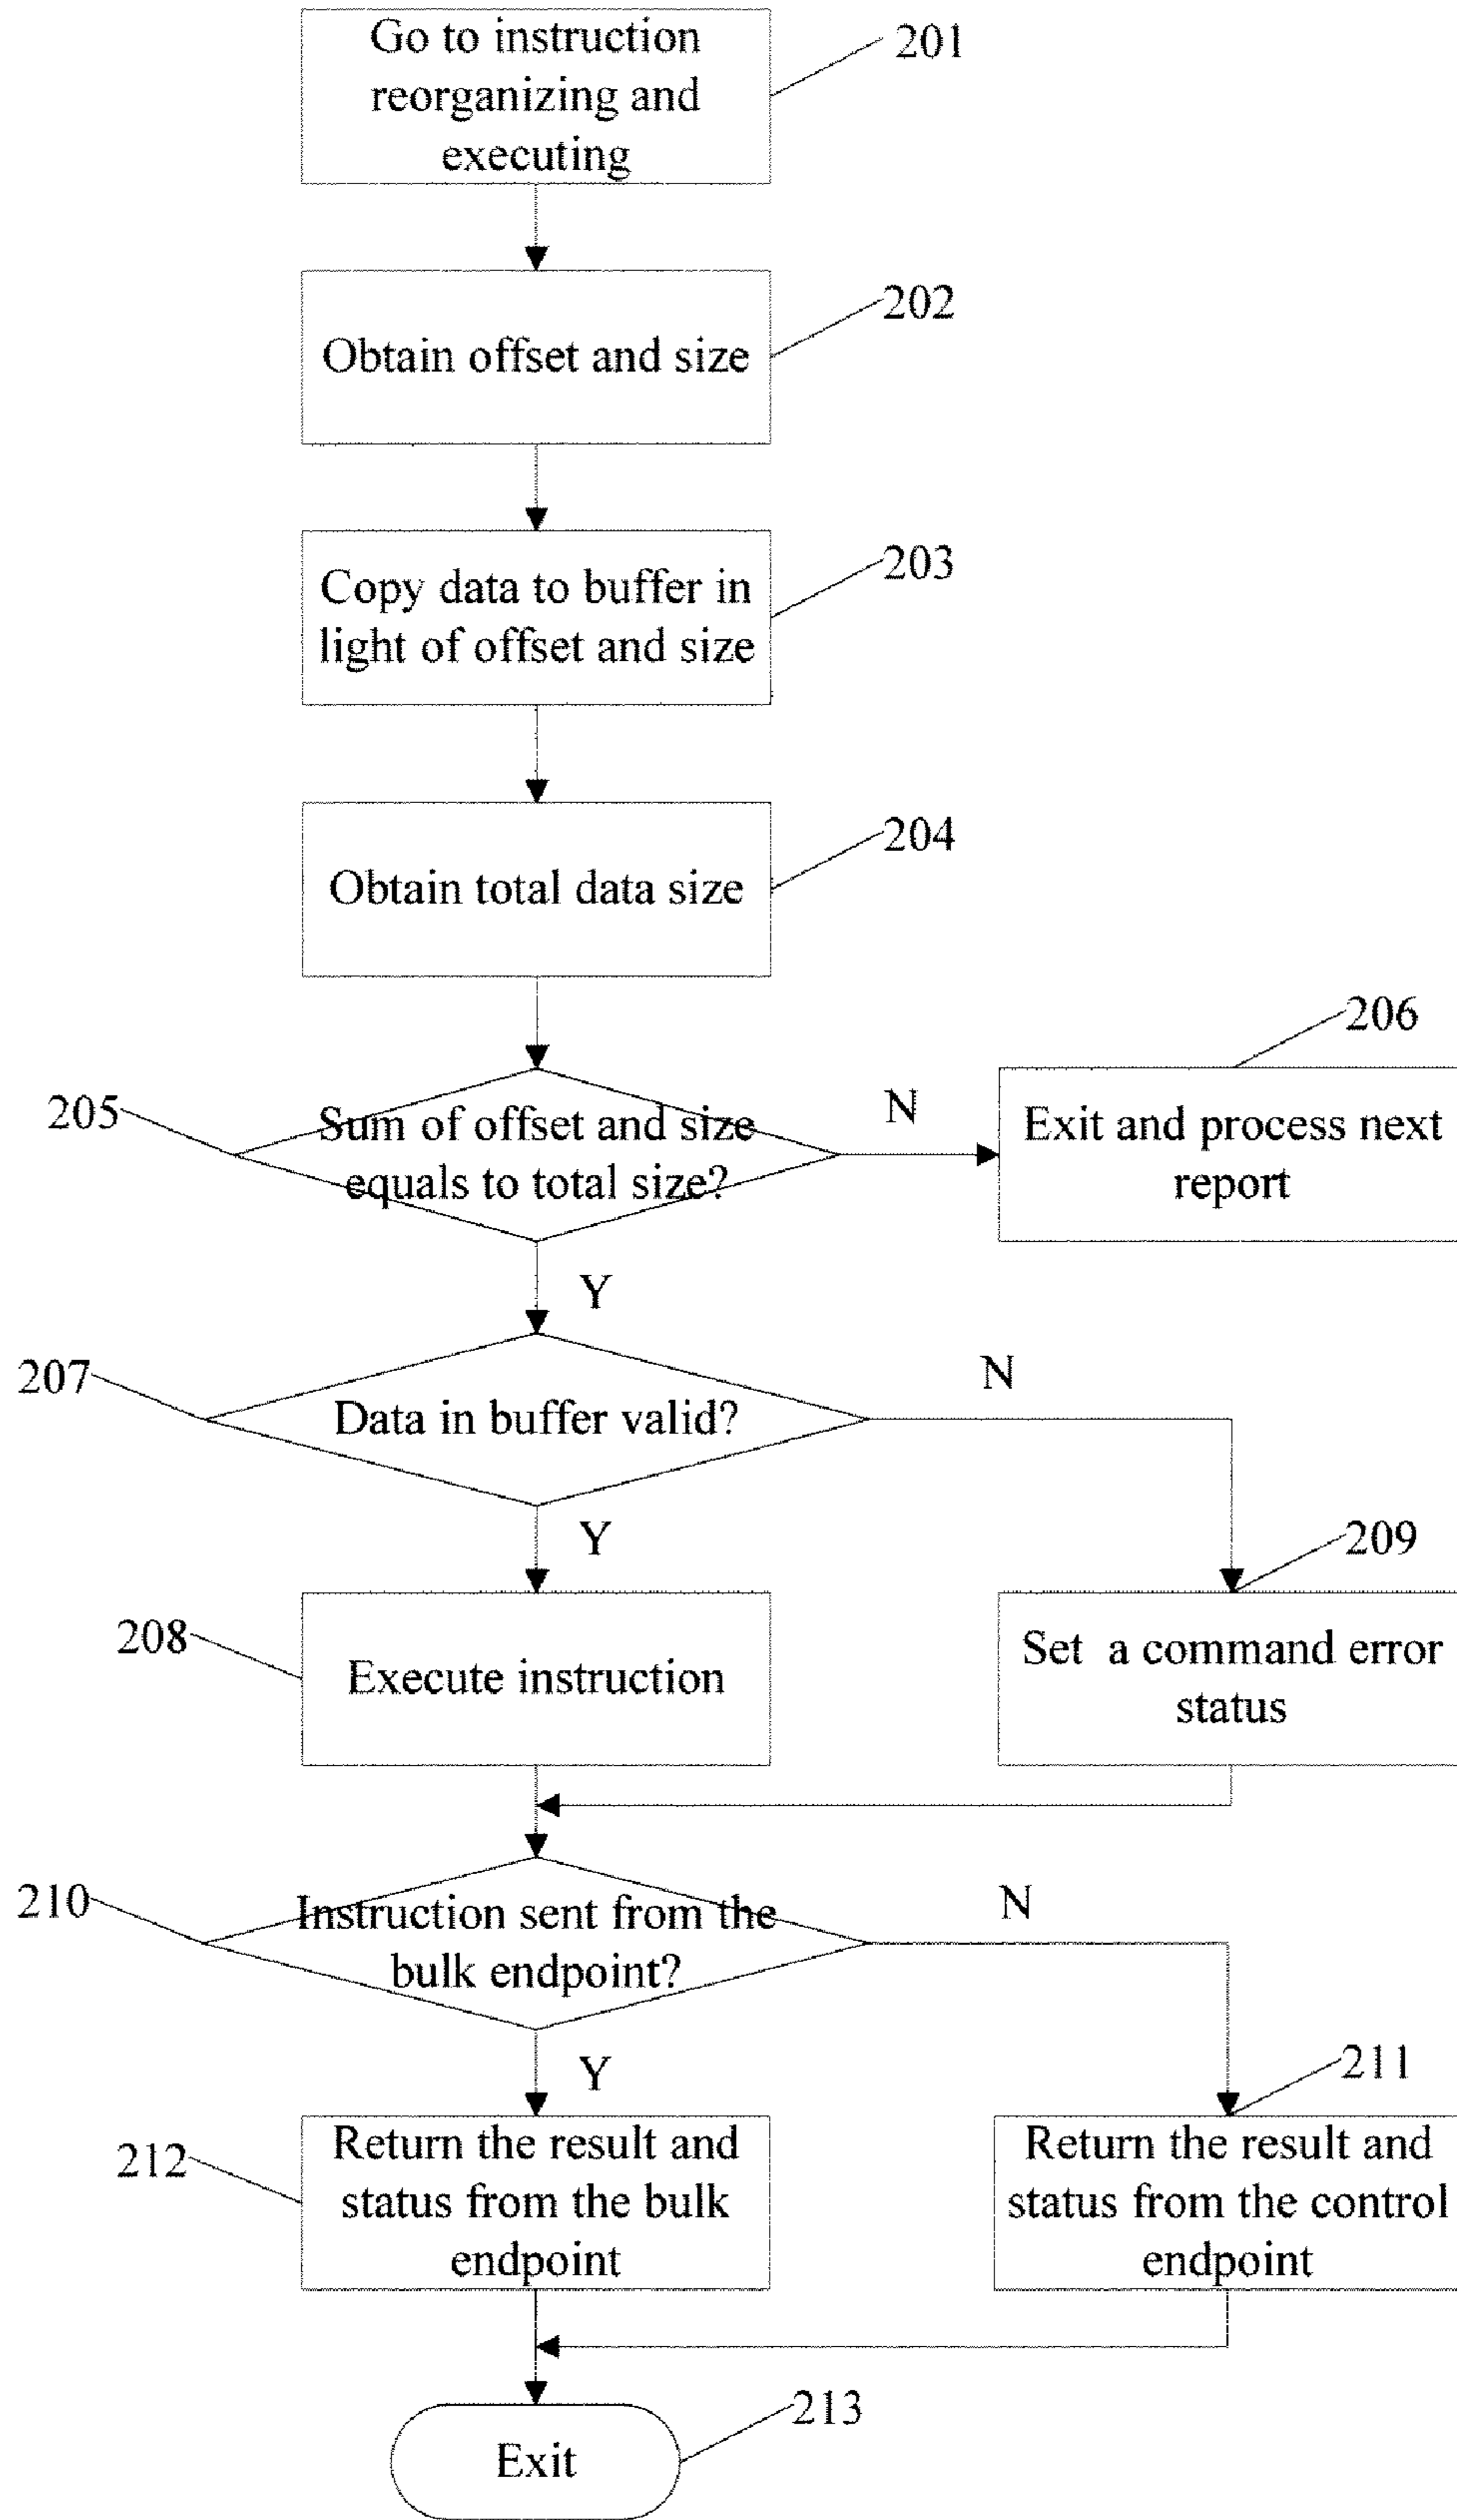 Go to instruction
reorganizing and
executing
201
Obtain offset and size
202
Copy data to buffer in
light of offset and size
203
Obtain total data size
204
205
Sum of offset and size
equals to total size?
N
206
Exit and process next
report
Y
207
Data in buffer valid?
N
Y
208
Execute instruction
209
Set a command error
status
210
Instruction sent from the
bulk endpoint?
N
Y
211
212
Return the result and
status from the bulk
endpoint
Return the result and
status from the control
endpoint
213
Exit